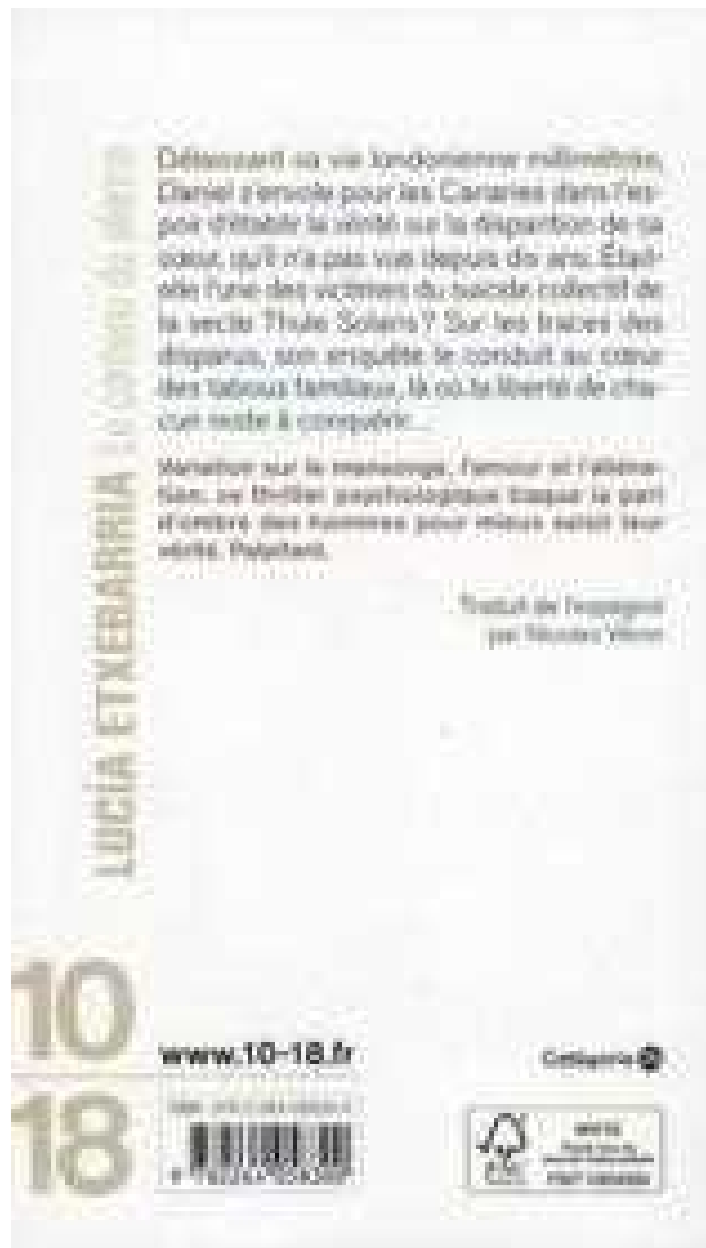 Délaissant sa vie londonienne millimétrée,
Daniel s'envole pour les Canaries dans l'es-
poir d'établir la vérité sur la disparition de sa
sœur, qu'il n'a pas vue depuis dix ans. Était-
elle l'une des victimes du suicide collectif de
la secte Thule Solaris ? Sur les traces des
disparus, son enquête le conduit au cœur
des tabous familiaux, là où la liberté de cha-
cun reste à conquérir...
Variation sur le mensonge, l'amour et l'aliéna-
tion, ce thriller psychologique traque la part
d'ombre des hommes pour mieux saisir leur
vérité. Palpitant.
Traduit de l'espagnol
par Nicolas
LUCÍA ETXEBARRIA
10
18
www.10-18.fr
Catégorie
FSC
MIXTE